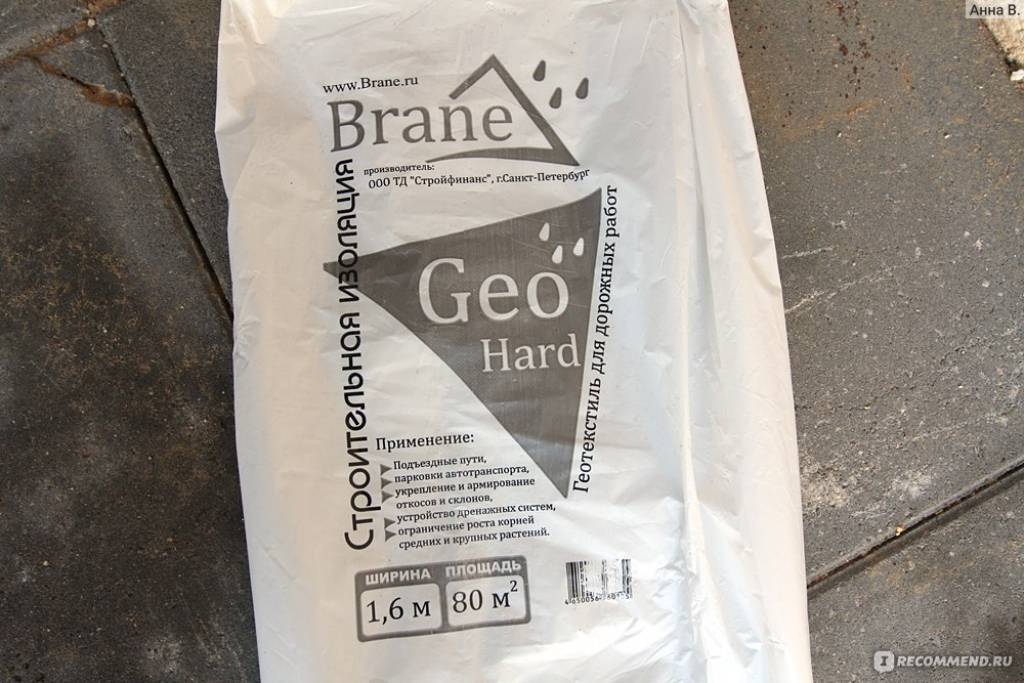 Анна В.
www.Brane.ru
Brane
производитель:
ООО ТД "Стройфинанс", г.Санкт-Петербург
Строительная изоляция
Geo
Hard
Геотекстиль для дорожных работ
Применение:
Подъездные пути,
парковки автотранспорта,
укрепление и армирование
откосов и склонов,
устройство дренажных систем,
ограничение роста корней
средних и крупных растений.
ШИРИНА ПЛОЩАДЬ
1,6 м 80 м²
IRECOMMEND.RU